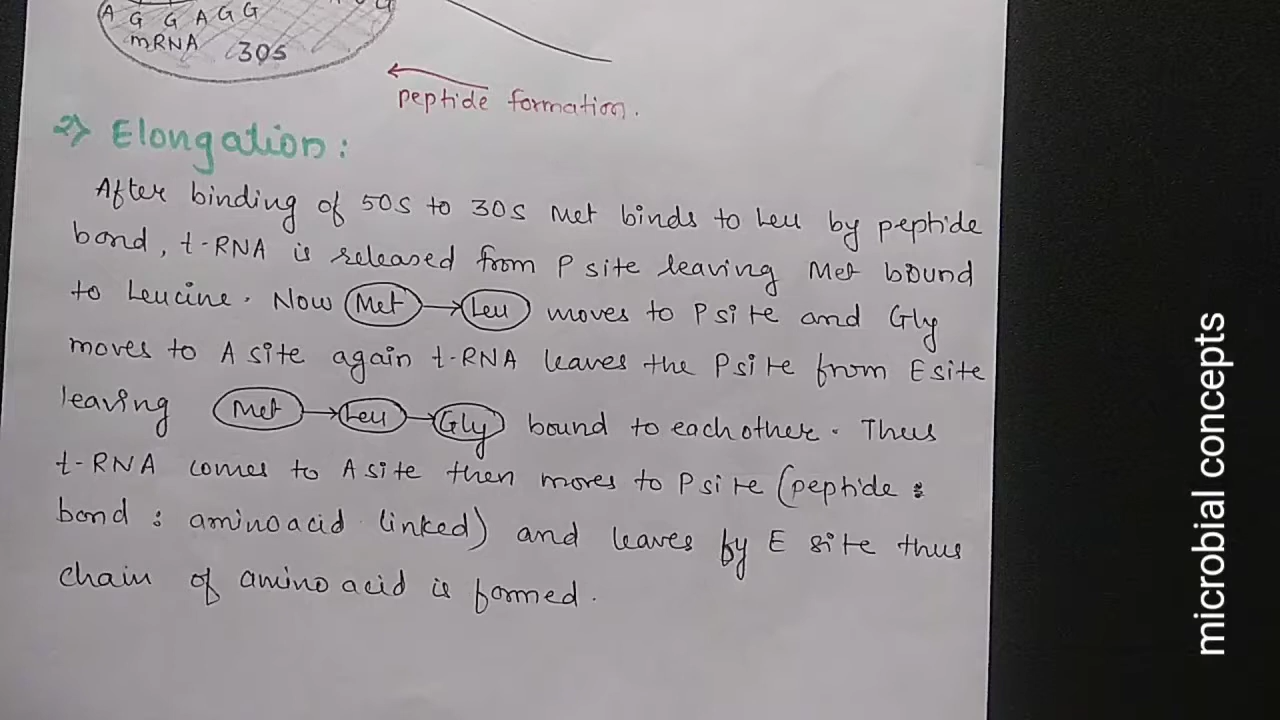 A G G A G G
mRNA 30S
peptide formation.
2) Elongation:
After binding of 50S to 30S Met binds to Leu by peptide
bond, t-RNA is released from P site leaving Met bound
to Leucine. Now Met → Leu moves to P site and Gly
moves to A site again t-RNA leaves the P site from E site
leaving Met → Leu → Gly bound to each other. Thus
t-RNA comes to A site then moves to P site (peptide :
bond : amino acid linked) and leaves by E site thus
chain of amino acid is formed.
microbial concepts